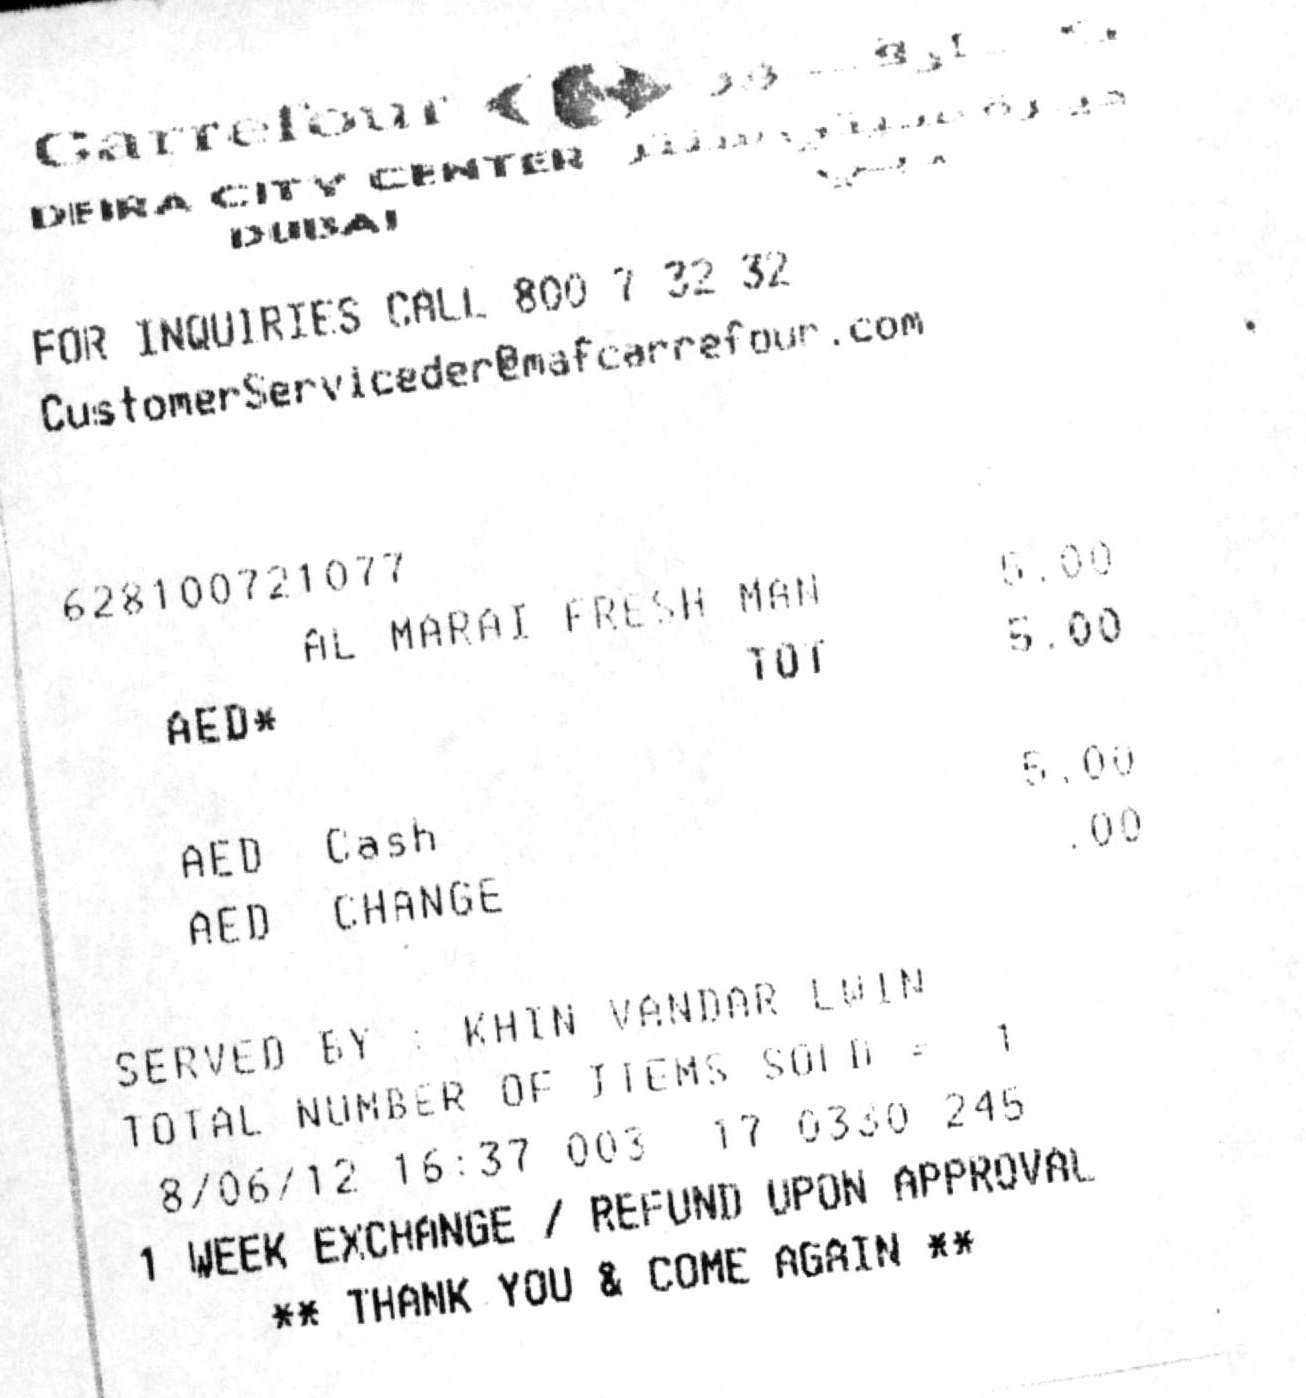 Carrefour
DEIRA CITY CENTER
DUBAI
FOR INQUIRIES CALL 800 7 32 32
CustomerServiceder@mafcarrefour.com
628100721077
AL MARAI FRESH MAN 5.00
TOT 5.00
AED*
AED Cash 5.00
AED CHANGE .00
SERVED BY : KHIN VANDAR LWIN
TOTAL NUMBER OF ITEMS SOLD = 1
8/06/12 16:37 003 17 0330 245
1 WEEK EXCHANGE / REFUND UPON APPROVAL
** THANK YOU & COME AGAIN **